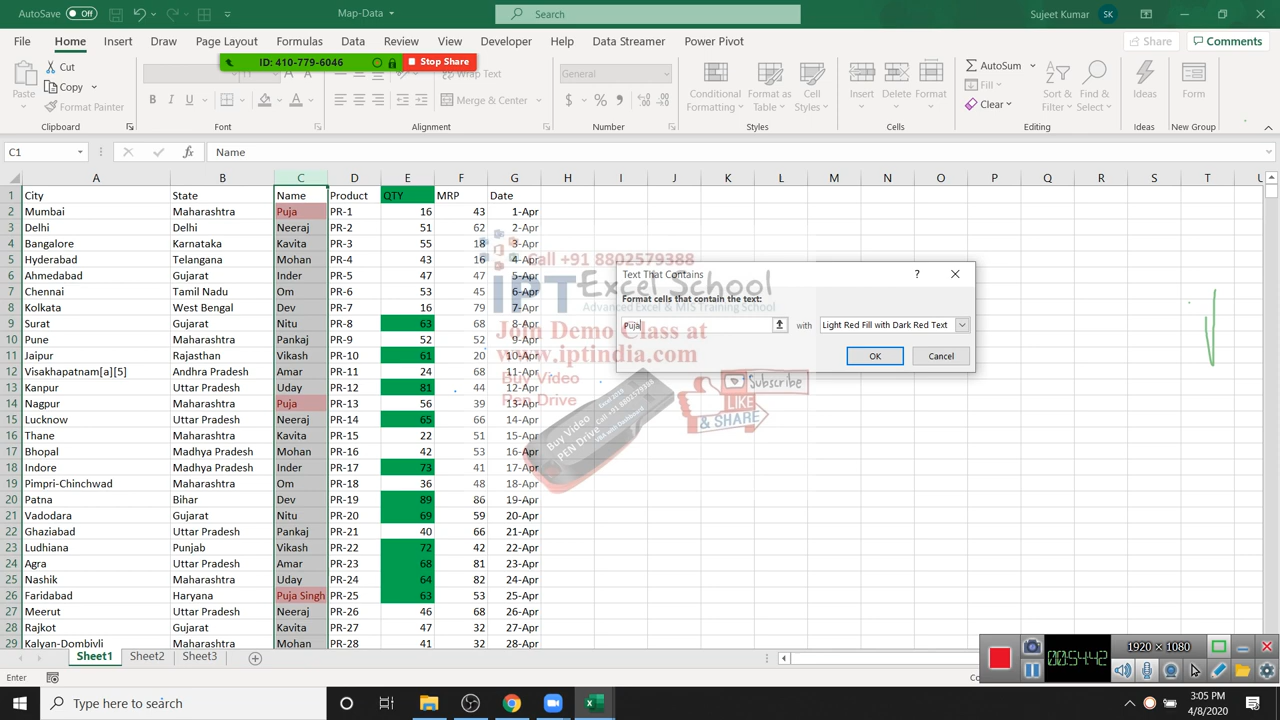 AutoSave Off Map-Data Search Sujeet Kumar SK
File Home Insert Draw Page Layout Formulas Data Review View Developer Help Data Streamer Power Pivot Share Comments
ID: 410-779-6046 Stop Share
Paste Cut Copy Format Painter Clipboard
B I U A Font
Wrap Text Merge & Center Alignment
General $ % Number
Conditional Formatting Format as Table Cell Styles Styles
Insert Delete Format Cells
AutoSum Fill Clear Sort & Filter Find & Select Editing
Ideas Ideas Form New Group
C1 fx Name
A B C D E F G H I J K L M N O P Q R S T U
1 City State Name Product QTY MRP Date
2 Mumbai Maharashtra Puja PR-1 16 43 1-Apr
3 Delhi Delhi Neeraj PR-2 51 62 2-Apr
4 Bangalore Karnataka Kavita PR-3 55 18 3-Apr
5 Hyderabad Telangana Mohan PR-4 43 16 4-Apr
6 Ahmedabad Gujarat Inder PR-5 47 47 5-Apr
7 Chennai Tamil Nadu Om PR-6 53 45 6-Apr
8 Kolkata West Bengal Dev PR-7 16 79 7-Apr
9 Surat Gujarat Nitu PR-8 63 68 8-Apr
10 Pune Maharashtra Pankaj PR-9 52 52 9-Apr
11 Jaipur Rajasthan Vikash PR-10 61 20 10-Apr
12 Visakhapatnam[a][5] Andhra Pradesh Amar PR-11 24 68 11-Apr
13 Kanpur Uttar Pradesh Uday PR-12 81 44 12-Apr
14 Nagpur Maharashtra Puja PR-13 56 39 13-Apr
15 Lucknow Uttar Pradesh Neeraj PR-14 65 66 14-Apr
16 Thane Maharashtra Kavita PR-15 22 51 15-Apr
17 Bhopal Madhya Pradesh Mohan PR-16 42 53 16-Apr
18 Indore Madhya Pradesh Inder PR-17 73 41 17-Apr
19 Pimpri-Chinchwad Maharashtra Om PR-18 36 48 18-Apr
20 Patna Bihar Dev PR-19 89 86 19-Apr
21 Vadodara Gujarat Nitu PR-20 69 59 20-Apr
22 Ghaziabad Uttar Pradesh Pankaj PR-21 40 66 21-Apr
23 Ludhiana Punjab Vikash PR-22 72 42 22-Apr
24 Agra Uttar Pradesh Amar PR-23 68 81 23-Apr
25 Nashik Maharashtra Uday PR-24 64 82 24-Apr
26 Faridabad Haryana Puja Singh PR-25 63 53 25-Apr
27 Meerut Uttar Pradesh Neeraj PR-26 46 68 26-Apr
28 Rajkot Gujarat Kavita PR-27 47 32 27-Apr
29 Kalyan-Dombivli Maharashtra Mohan PR-28 41 32 28-Apr
Call +91 8802579388
iPT Excel School
Advanced Excel & MIS Training School
Join Demo Class at
www.iptindia.com
Buy Video
Pen Drive
Buy Video
PEN Drive
Subscribe
LIKE
& SHARE
Text That Contains ?
Format cells that contain the text:
Puja with Light Red Fill with Dark Red Text
OK Cancel
Sheet1 Sheet2 Sheet3
Enter
1920 × 1080
00:54:42
Type here to search
3:05 PM
4/8/2020